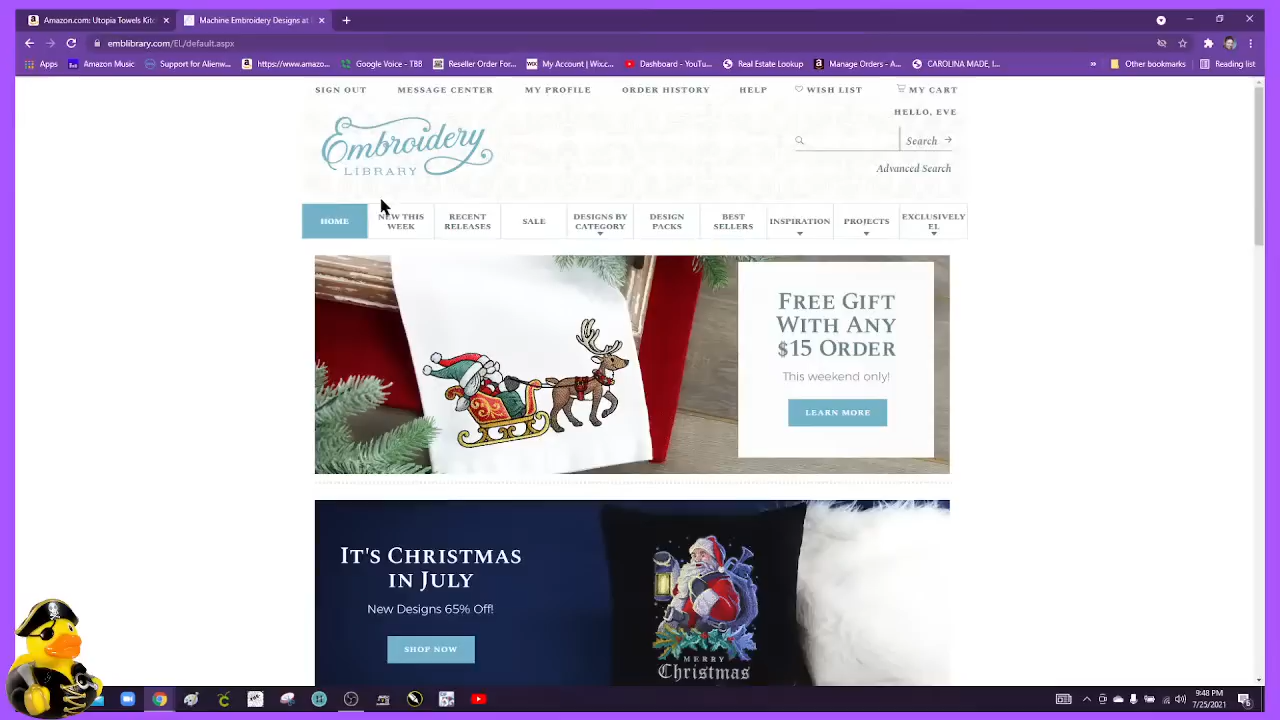 Amazon.com: Utopia Towels Kitc
Machine Embroidery Designs at E
emblibrary.com/EL/default.aspx
Apps
Amazon Music
Support for Alienw...
https://www.amazo...
Google Voice - TBB
Reseller Order For...
My Account | Wix.c...
Dashboard - YouTu...
Real Estate Lookup
Manage Orders - A...
CAROLINA MADE, I...
»
Other bookmarks
Reading list
SIGN OUT
MESSAGE CENTER
MY PROFILE
ORDER HISTORY
HELP
WISH LIST
MY CART
HELLO, EVE
Embroidery
LIBRARY
Search
Advanced Search
HOME
NEW THIS
WEEK
RECENT
RELEASES
SALE
DESIGNS BY
CATEGORY
DESIGN
PACKS
BEST
SELLERS
INSPIRATION
PROJECTS
EXCLUSIVELY
EL
FREE GIFT
WITH ANY
$15 ORDER
This weekend only!
LEARN MORE
IT'S CHRISTMAS
IN JULY
New Designs 65% Off!
SHOP NOW
MERRY
Christmas
9:48 PM
7/25/2021